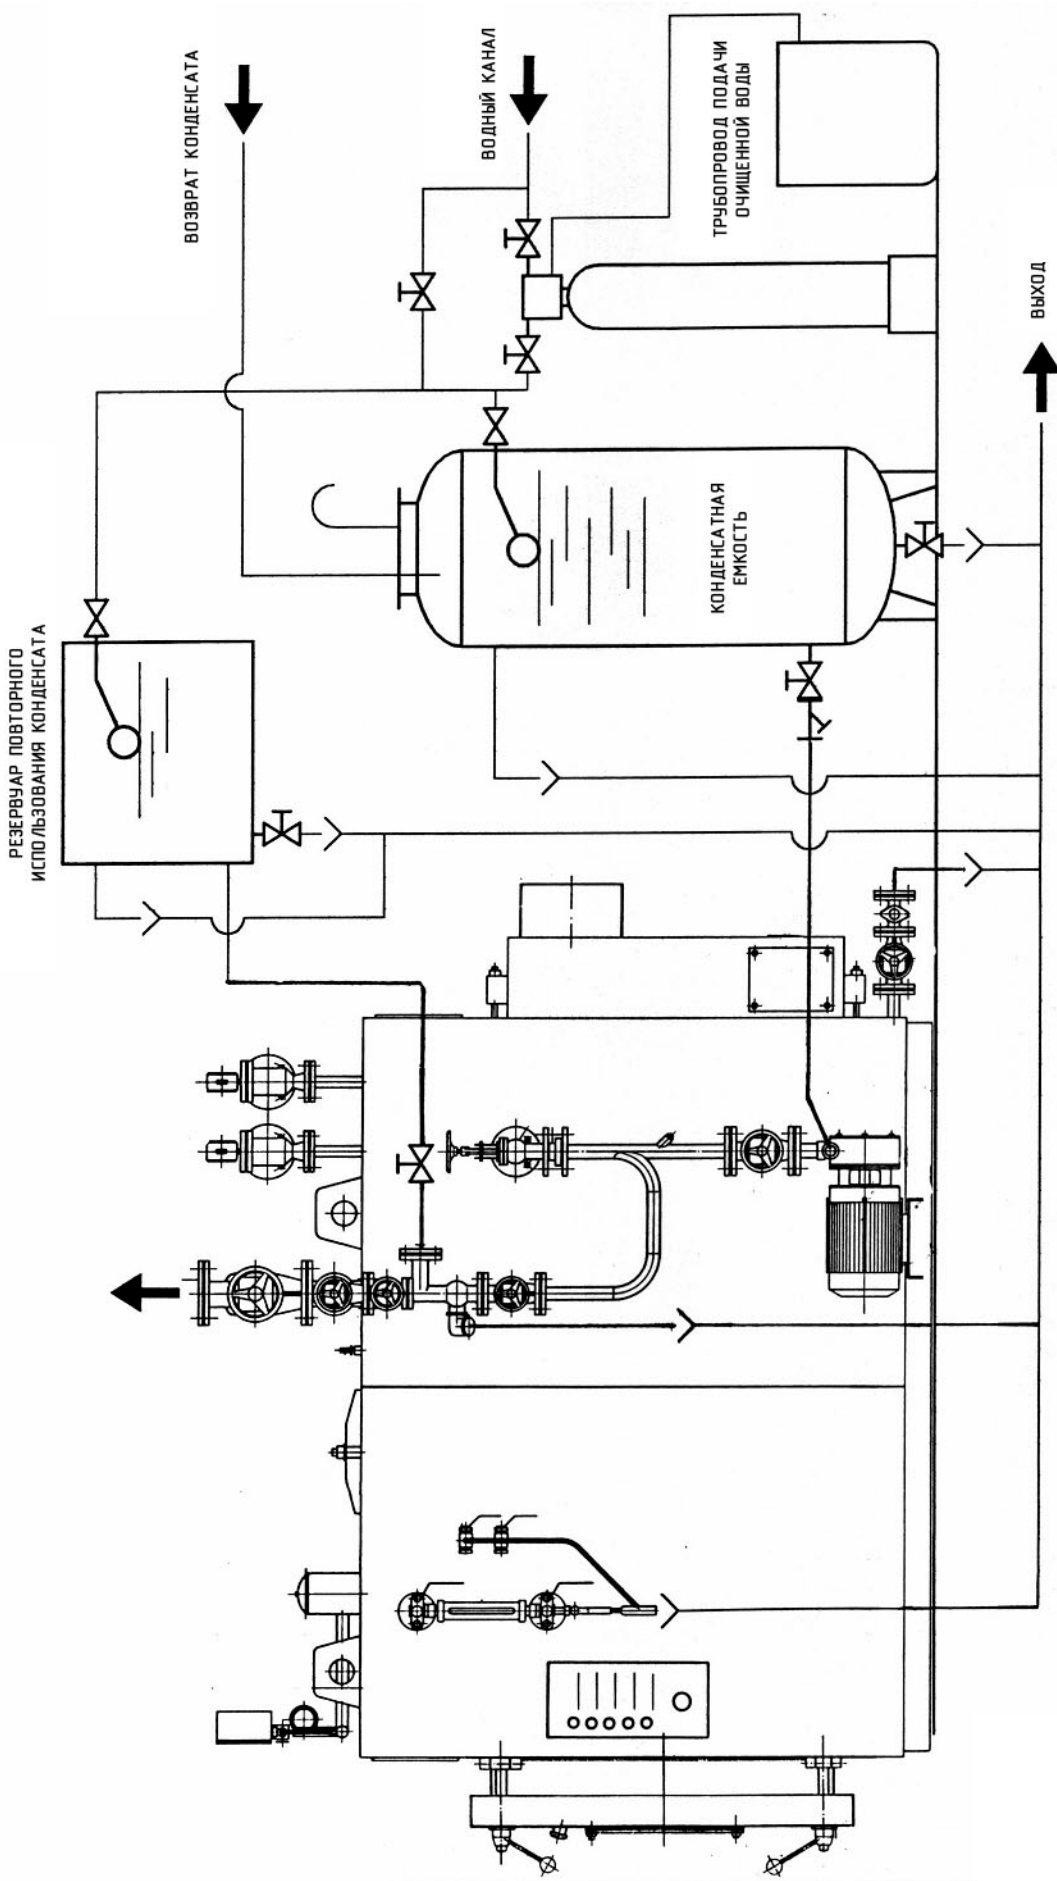 РЕЗЕРВУАР ПОВТОРНОГО
ИСПОЛЬЗОВАНИЯ КОНДЕНСАТА
ВОЗВРАТ КОНДЕНСАТА
ВОДНЫЙ КАНАЛ
ТРУБОПРОВОД ПОДАЧИ
ОЧИЩЕННОЙ ВОДЫ
КОНДЕНСАТНАЯ
ЕМКОСТЬ
ВЫХОД